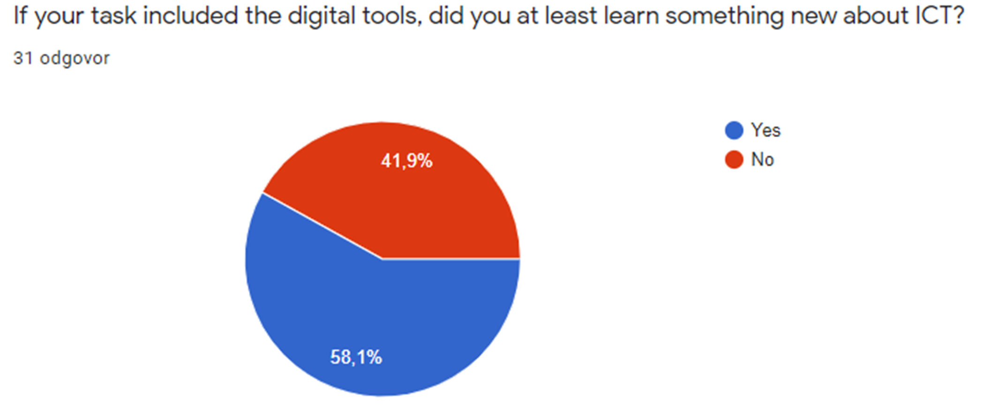 If your task included the digital tools, did you at least learn something new about ICT?
31 odgovor
Yes
No
41,9%
58,1%